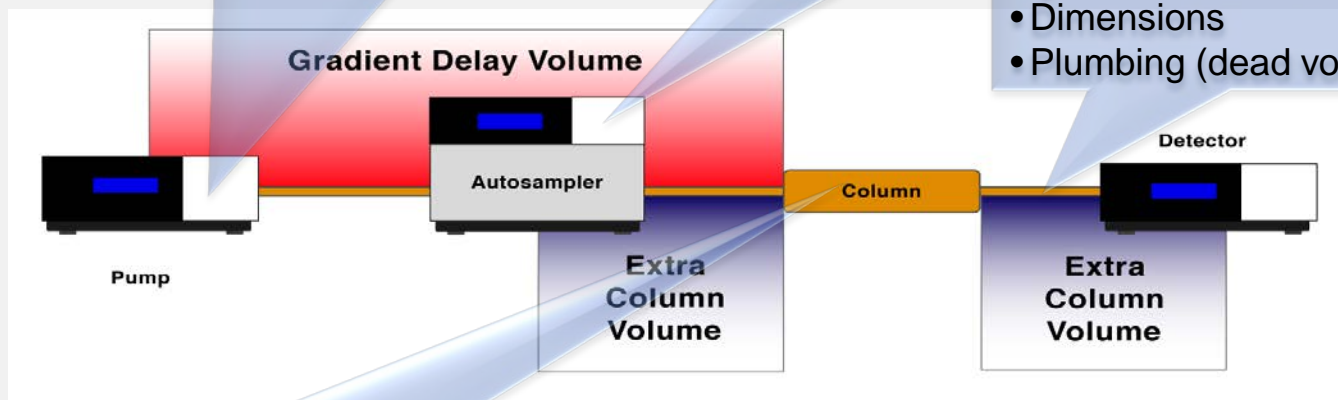 • Dimensions
• Plumbing (dead vo
Gradient Delay Volume
Detector
Autosampler
Column
Pump
Extra
Column
Volume
Extra
Column
Volume